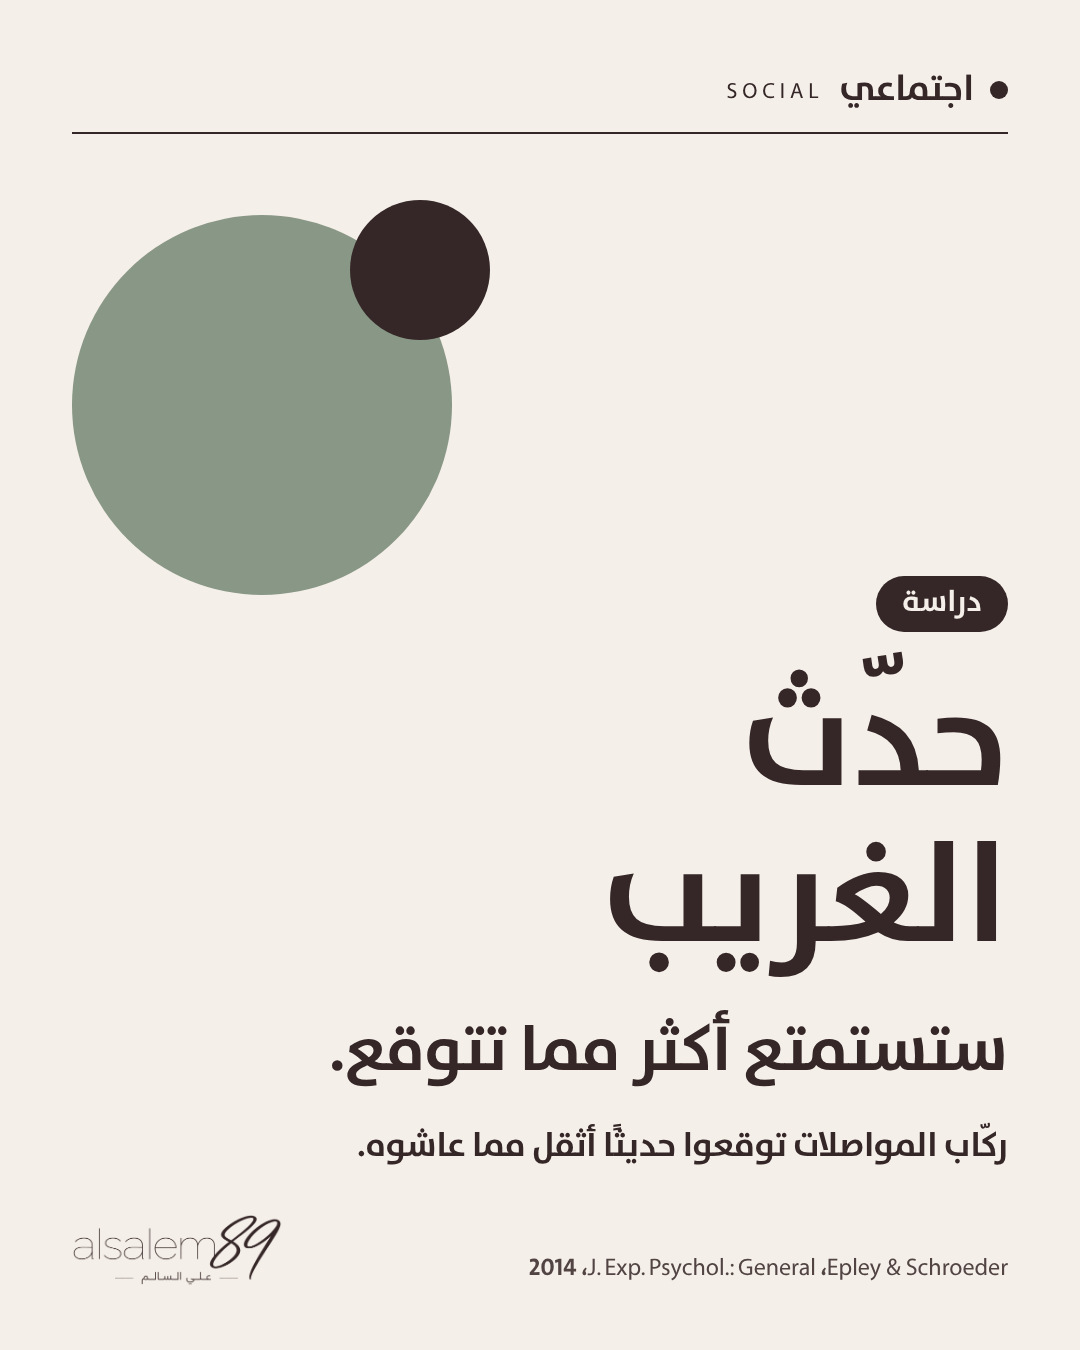 اجتماعي SOCIAL
دراسة
حدّث
الغريب
ستستمتع أكثر مما تتوقع.
ركّاب المواصلات توقعوا حديثًا أثقل مما عاشوه.
Epley & Schroeder، J. Exp. Psychol.: General، 2014
alsalem89
علي السالم